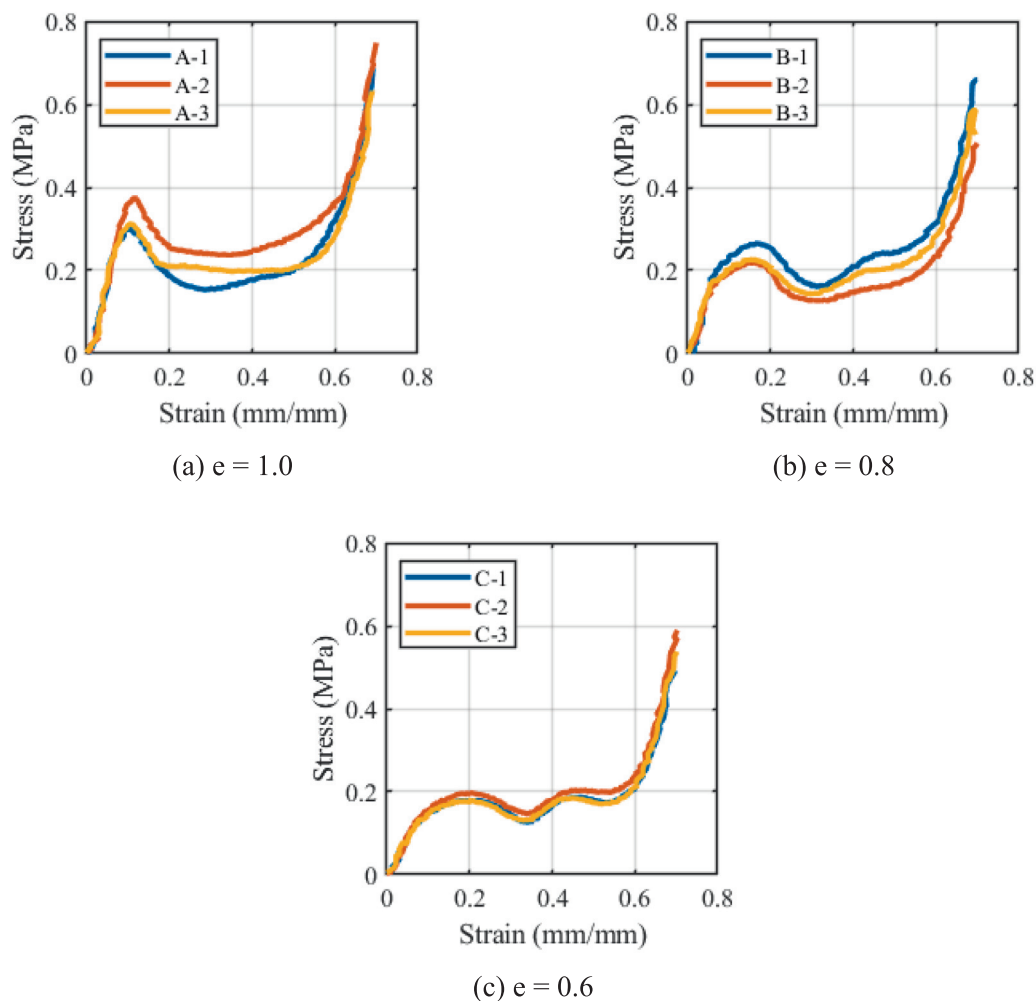 0.8
0.6
0.4
0.2
0
Stress (MPa)
A-1
A-2
A-3
0 0.2 0.4 0.6 0.8
Strain (mm/mm)
(a) e = 1.0
0.8
0.6
0.4
0.2
0
Stress (MPa)
B-1
B-2
B-3
0 0.2 0.4 0.6 0.8
Strain (mm/mm)
(b) e = 0.8
0.8
0.6
0.4
0.2
0
Stress (MPa)
C-1
C-2
C-3
0 0.2 0.4 0.6 0.8
Strain (mm/mm)
(c) e = 0.6